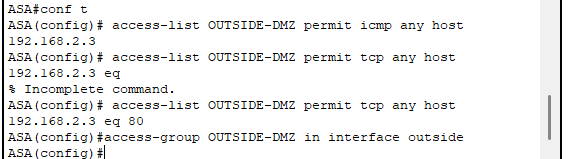 ASA#conf t
ASA(config)# access-list OUTSIDE-DMZ permit icmp any host
192.168.2.3
ASA(config)# access-list OUTSIDE-DMZ permit tcp any host
192.168.2.3 eq
% Incomplete command.
ASA(config)# access-list OUTSIDE-DMZ permit tcp any host
192.168.2.3 eq 80
ASA(config)#access-group OUTSIDE-DMZ in interface outside
ASA(config)#